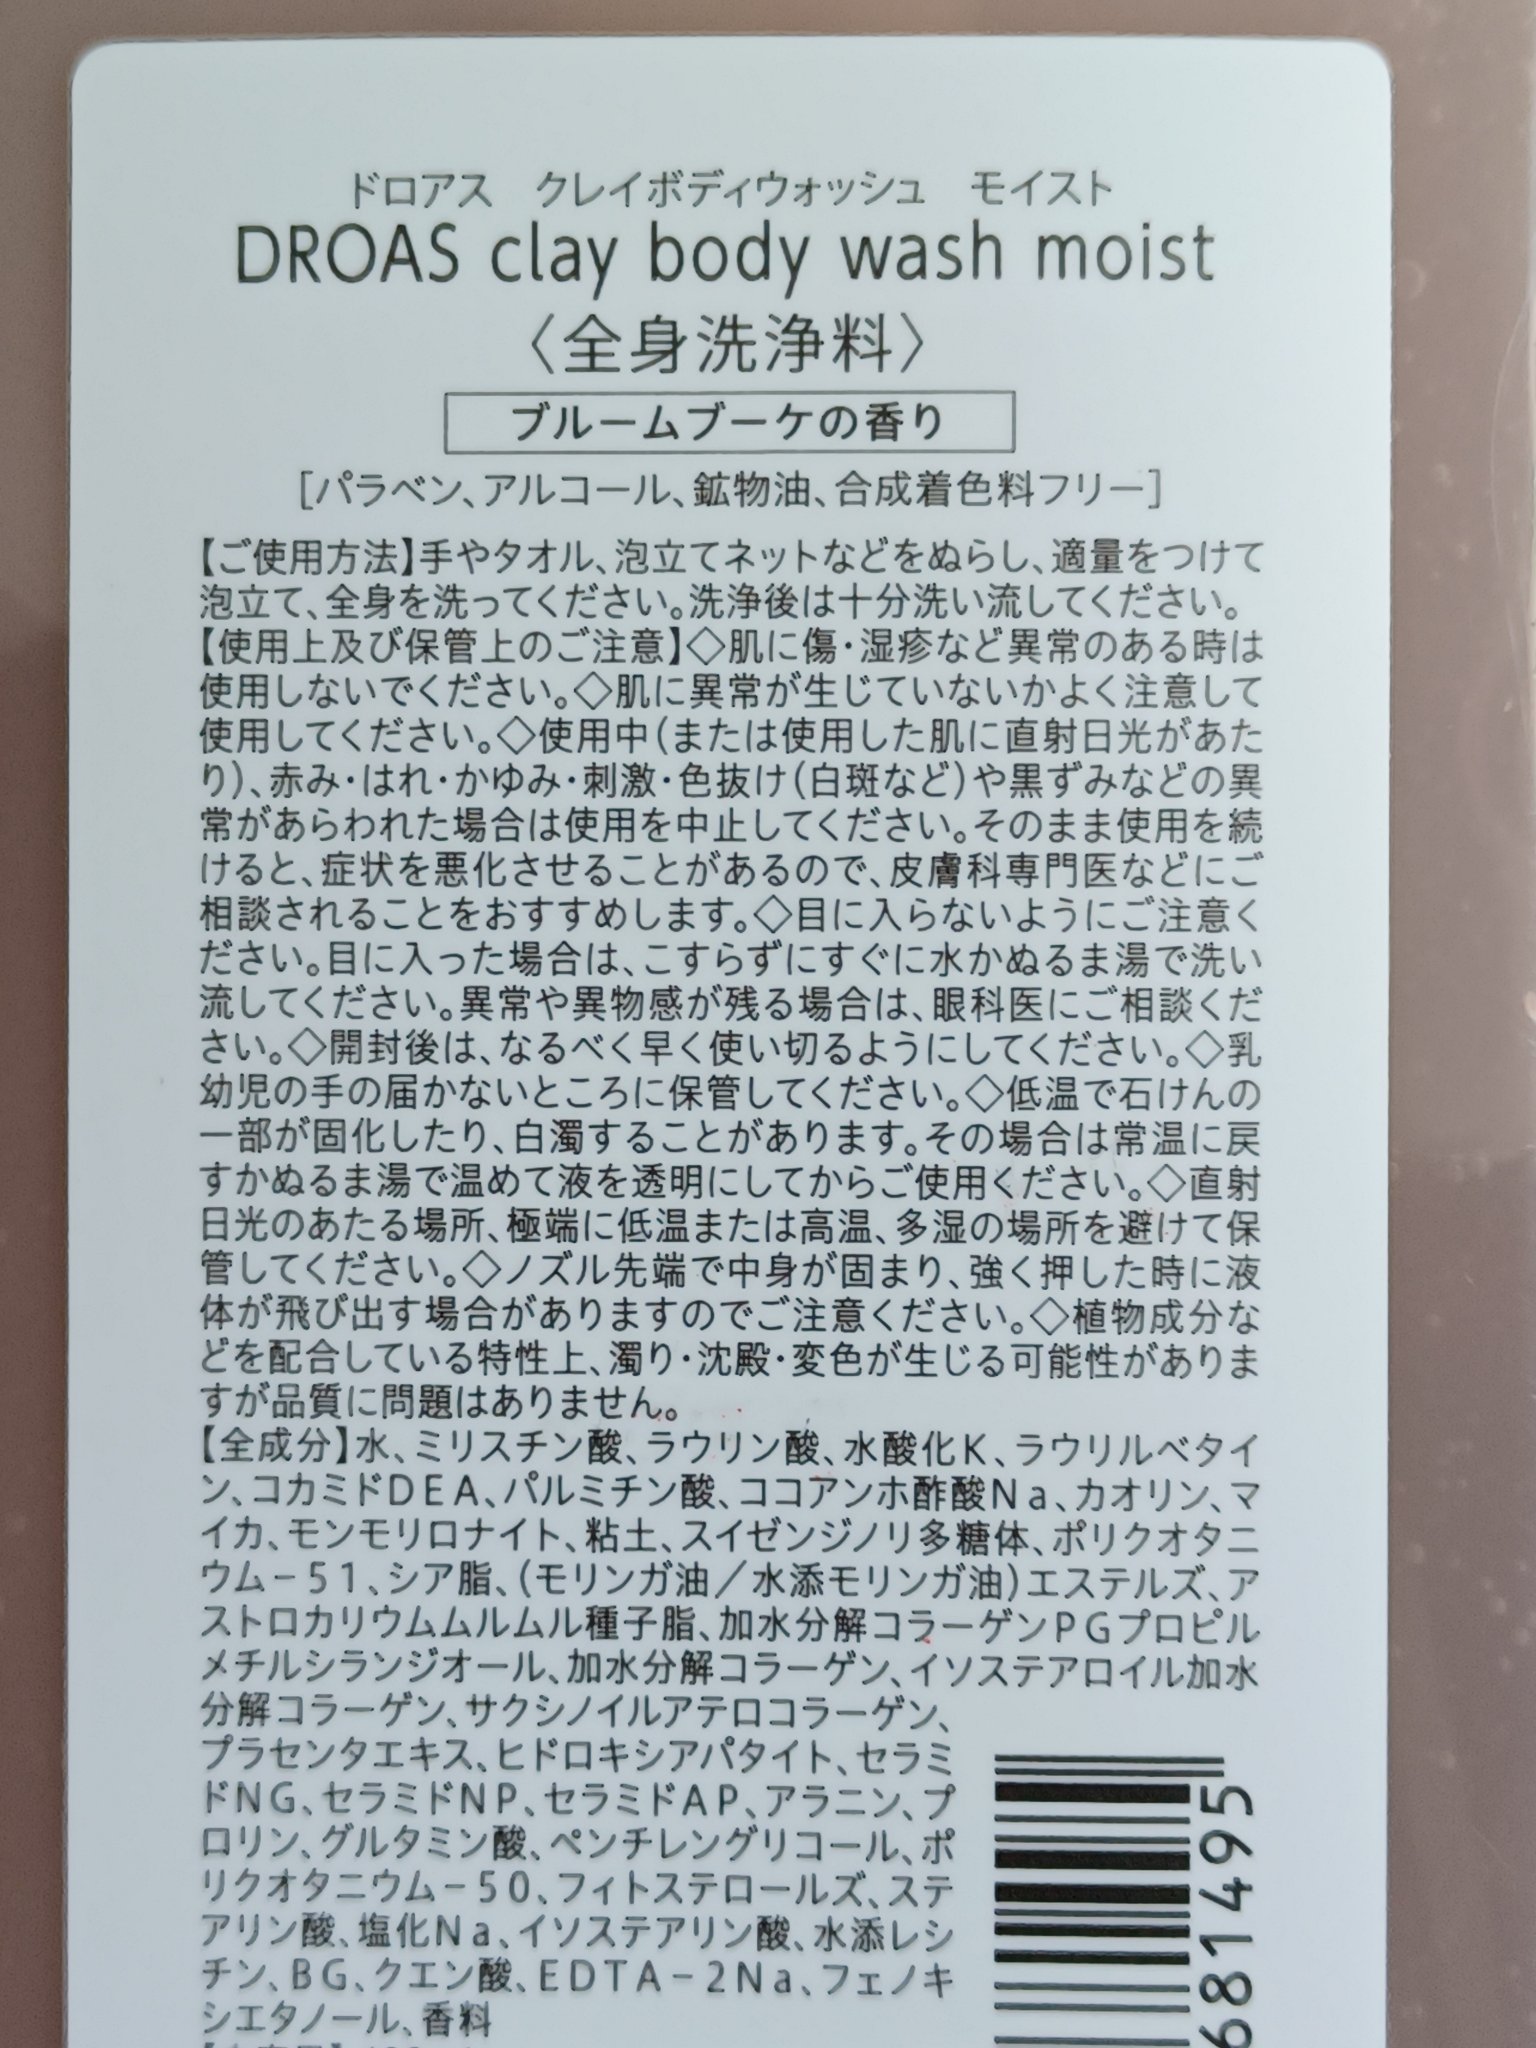 ドロアス　クレイボディウォッシュ　モイスト
DROAS clay body wash moist
〈全身洗浄料〉
ブルームブーケの香り
[パラベン、アルコール、鉱物油、合成着色料フリー]
【ご使用方法】手やタオル、泡立てネットなどをぬらし、適量をつけて
泡立て、全身を洗ってください。洗浄後は十分洗い流してください。
【使用上及び保管上のご注意】◇肌に傷・湿疹など異常のある時は
使用しないでください。◇肌に異常が生じていないかよく注意して
使用してください。◇使用中(または使用した肌に直射日光があた
り)、赤み・はれ・かゆみ・刺激・色抜け(白斑など)や黒ずみなどの異
常があらわれた場合は使用を中止してください。そのまま使用を続
けると、症状を悪化させることがあるので、皮膚科専門医などにご
相談されることをおすすめします。◇目に入らないようにご注意く
ださい。目に入った場合は、こすらずにすぐに水かぬるま湯で洗い
流してください。異常や異物感が残る場合は、眼科医にご相談くだ
さい。◇開封後は、なるべく早く使い切るようにしてください。◇乳
幼児の手の届かないところに保管してください。◇低温で石けんの
一部が固化したり、白濁することがあります。その場合は常温に戻
すかぬるま湯で温めて液を透明にしてからご使用ください。◇直射
日光のあたる場所、極端に低温または高温、多湿の場所を避けて保
管してください。◇ノズル先端で中身が固まり、強く押した時に液
体が飛び出す場合がありますのでご注意ください。◇植物成分な
どを配合している特性上、濁り・沈殿・変色が生じる可能性がありま
すが品質に問題はありません。
【全成分】水、ミリスチン酸、ラウリン酸、水酸化K、ラウリルベタイ
ン、コカミドDEA、パルミチン酸、ココアンホ酢酸Na、カオリン、マ
イカ、モンモリロナイト、粘土、スイゼンジノリ多糖体、ポリクオタニ
ウム－51、シア脂、(モリンガ油／水添モリンガ油)エステルズ、ア
ストロカリウムムルムル種子脂、加水分解コラーゲンPGプロピル
メチルシランジオール、加水分解コラーゲン、イソステアロイル加水
分解コラーゲン、サクシノイルアテロコラーゲン、
プラセンタエキス、ヒドロキシアパタイト、セラミ
ドNG、セラミドNP、セラミドAP、アラニン、プ
ロリン、グルタミン酸、ペンチレングリコール、ポ
リクオタニウム－50、フィトステロールズ、ステ
アリン酸、塩化Na、イソステアリン酸、水添レシ
チン、BG、クエン酸、EDTA－2Na、フェノキ
シエタノール、香料
681495